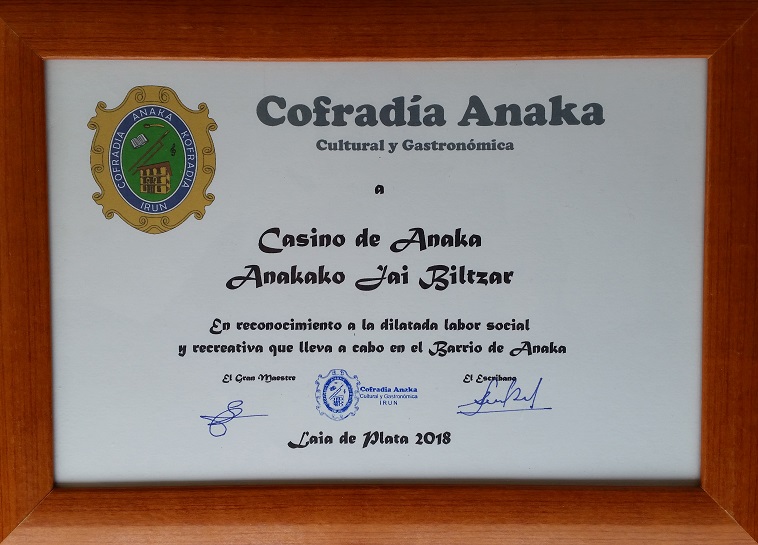 Cofradía Anaka
Cultural y Gastronómica
COFRADIA ANAKA KOFRADIA
IRUN
a
Casino de Anaka
Anakako Jai Biltzar
En reconocimiento a la dilatada labor social
y recreativa que lleva a cabo en el Barrio de Anaka
El Gran Maestre
El Escribano
Cofradía Anaka
Cultural y Gastronómica
IRUN
Laia de Plata 2018